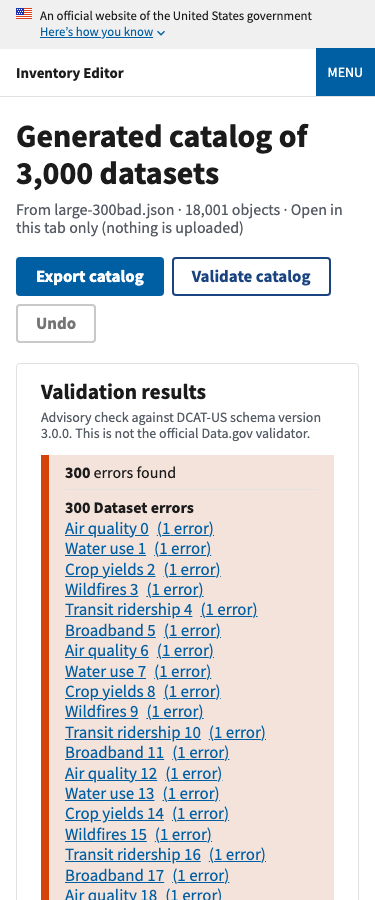 An official website of the United States government
Here's how you know
Inventory Editor
MENU
Generated catalog of
3,000 datasets
From large-300bad.json · 18,001 objects · Open in
this tab only (nothing is uploaded)
Export catalog
Validate catalog
Undo
Validation results
Advisory check against DCAT-US schema version
3.0.0. This is not the official Data.gov validator.
300 errors found
300 Dataset errors
Air quality 0 (1 error)
Water use 1 (1 error)
Crop yields 2 (1 error)
Wildfires 3 (1 error)
Transit ridership 4 (1 error)
Broadband 5 (1 error)
Air quality 6 (1 error)
Water use 7 (1 error)
Crop yields 8 (1 error)
Wildfires 9 (1 error)
Transit ridership 10 (1 error)
Broadband 11 (1 error)
Air quality 12 (1 error)
Water use 13 (1 error)
Crop yields 14 (1 error)
Wildfires 15 (1 error)
Transit ridership 16 (1 error)
Broadband 17 (1 error)
Air quality 18 (1 error)